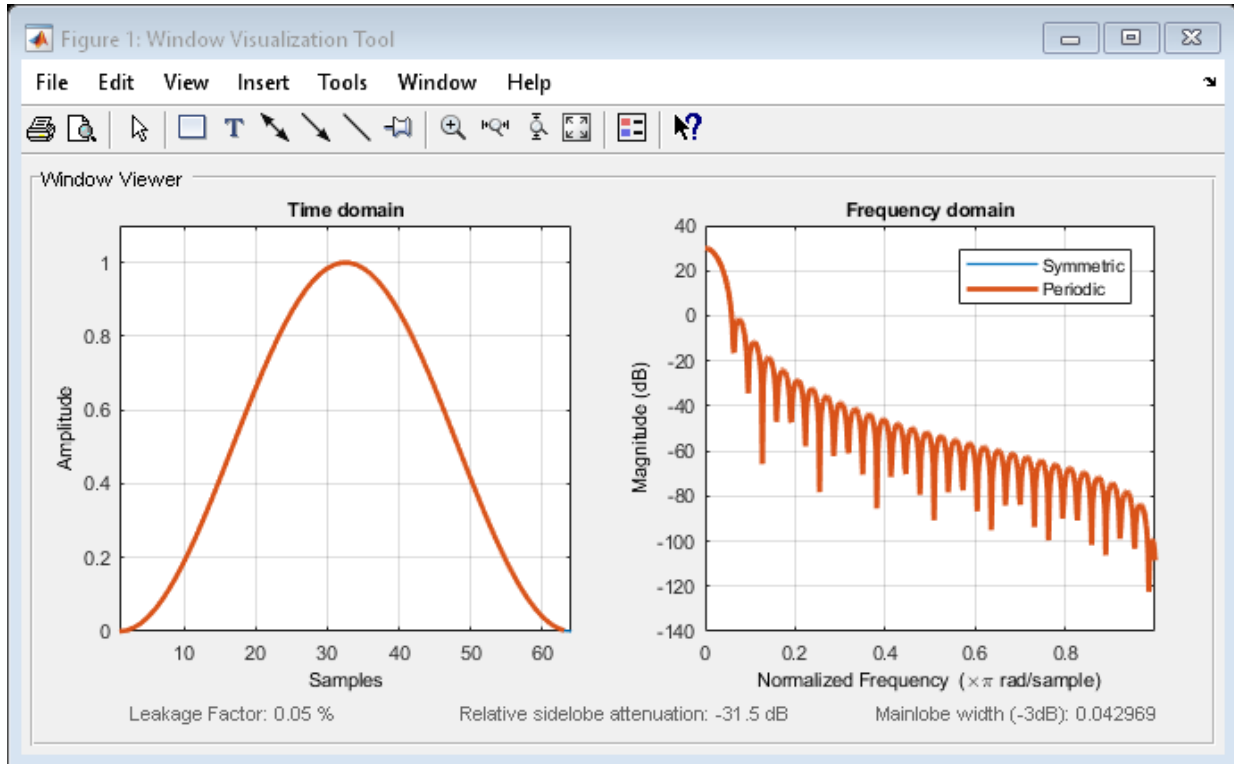 Figure 1: Window Visualization Tool
File Edit View Insert Tools Window Help
T
?
Window Viewer
Time domain
1
0.8
0.6
0.4
0.2
0
Amplitude
10 20 30 40 50 60
Samples
Frequency domain
40
20
0
-20
-40
-60
-80
-100
-120
-140
Magnitude (dB)
Symmetric
Periodic
0 0.2 0.4 0.6 0.8
Normalized Frequency (×π rad/sample)
Leakage Factor: 0.05 % Relative sidelobe attenuation: -31.5 dB Mainlobe width (-3dB): 0.042969